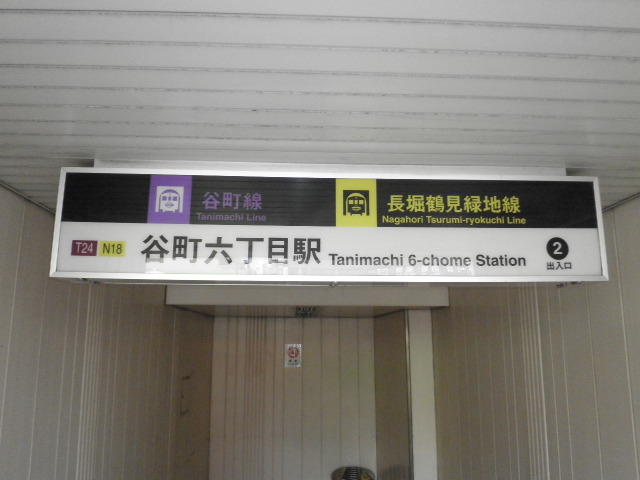 谷町線
Tanimachi Line
長堀鶴見緑地線
Nagahori Tsurumi-ryokuchi Line
T24 N18 谷町六丁目駅 Tanimachi 6-chome Station 2
出入口